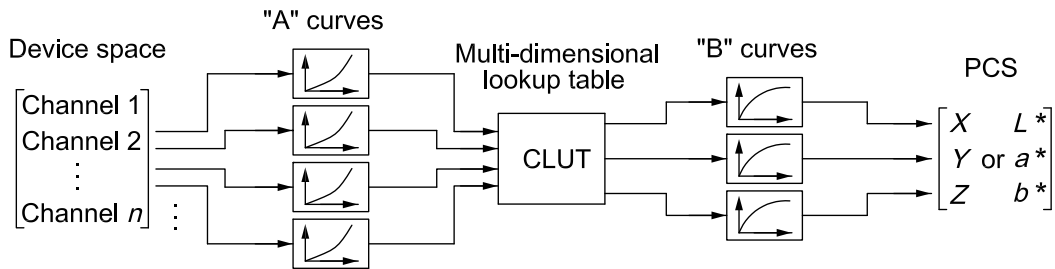 "A" curves
Device space
Multi-dimensional
lookup table
"B" curves
PCS
Channel 1
Channel 2
⋮
Channel n
⋮
CLUT
X L*
Y or a*
Z b*